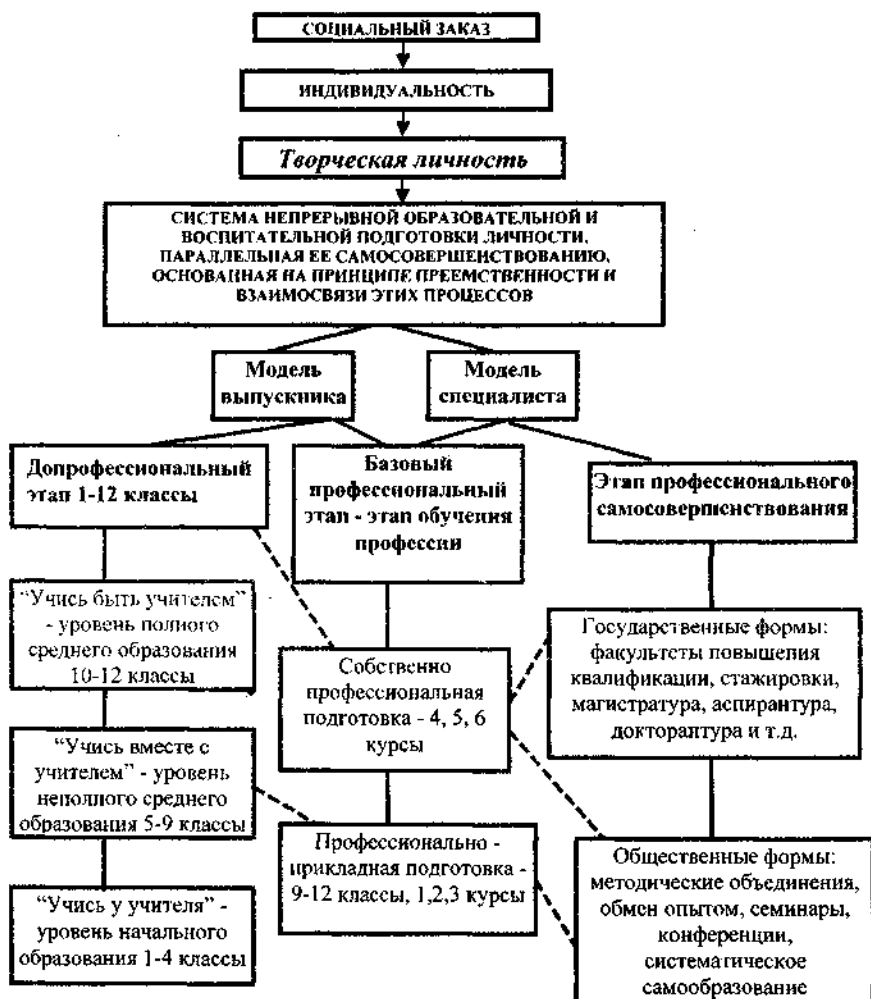 СОЦИАЛЬНЫЙ ЗАКАЗ
ИНДИВИДУАЛЬНОСТЬ
Творческая личность
СИСТЕМА НЕПРЕРЫВНОЙ ОБРАЗОВАТЕЛЬНОЙ И
ВОСПИТАТЕЛЬНОЙ ПОДГОТОВКИ ЛИЧНОСТИ,
ПАРАЛЛЕЛЬНАЯ ЕЕ САМОСОВЕРШЕНСТВОВАНИЮ,
ОСНОВАННАЯ НА ПРИНЦИПЕ ПРЕЕМСТВЕННОСТИ И
ВЗАИМОСВЯЗИ ЭТИХ ПРОЦЕССОВ
Модель
выпускника
Модель
специалиста
Допрофессиональный
этап 1-12 классы
Базовый
профессиональный
этап - этап обучения
профессии
Этап профессионального
самосовершенствования
“Учись быть учителем”
- уровень полного
среднего образования
10-12 классы
“Учись вместе с
учителем” - уровень
неполного среднего
образования 5-9 классы
“Учись у учителя” -
уровень начального
образования 1-4 классы
Собственно
профессиональная
подготовка - 4, 5, 6
курсы
Профессионально -
прикладная подготовка -
9-12 классы, 1,2,3 курсы
Государственные формы:
факультеты повышения
квалификации, стажировки,
магистратура, аспирантура,
докторантура и т.д.
Общественные формы:
методические объединения,
обмен опытом, семинары,
конференции,
систематическое
самообразование